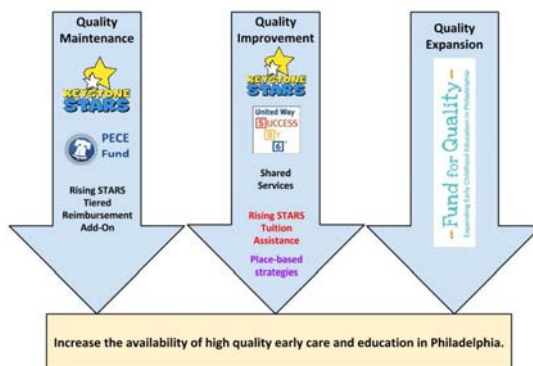 Quality
Maintenance
KEYSTONE
STARS
PECE
Fund
Rising STARS
Tiered
Reimbursement
Add-On
Quality
Improvement
KEYSTONE
STARS
United Way
SUCCESS
BY
6
Shared
Services
Rising STARS
Tuition
Assistance
Place-based
strategies
Quality
Expansion
Fund for Quality
Expanding Early Childhood Education in Philadelphia
Increase the availability of high quality early care and education in Philadelphia.